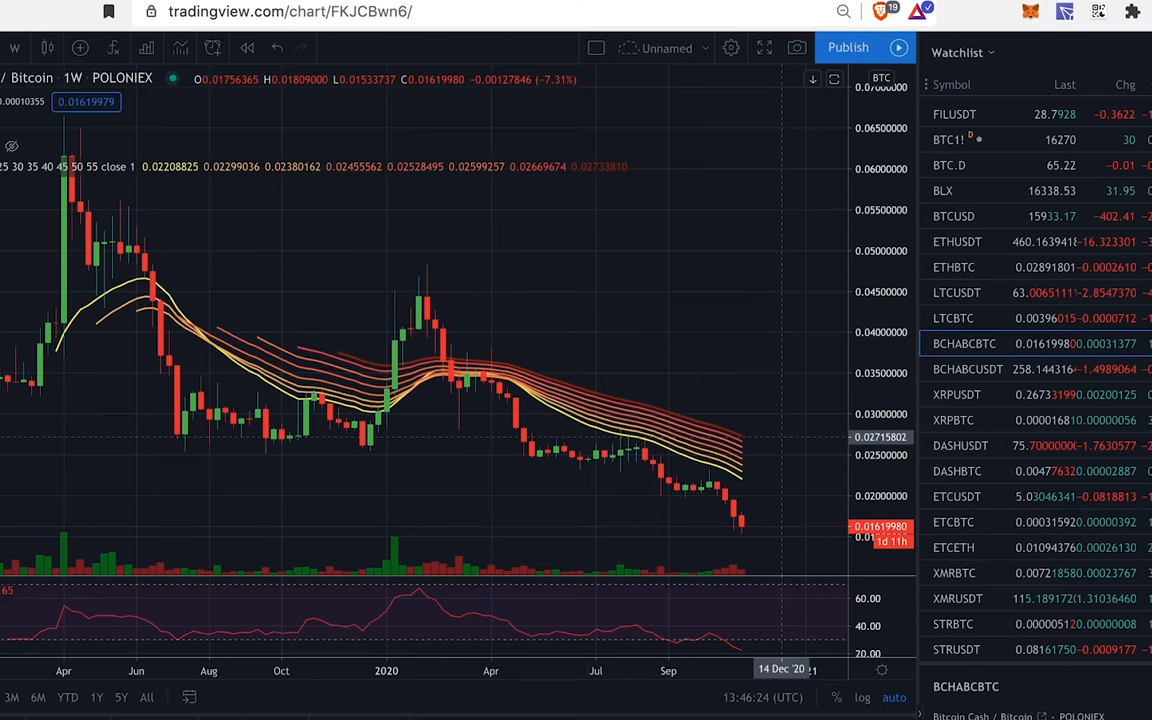 tradingview.com/chart/FKJCBwn6/
19
W
Unnamed
Publish
Watchlist
/ Bitcoin · 1W · POLONIEX
O0.01756365 H0.01809000 L0.01533737 C0.01619980 -0.00127846 (-7.31%)
0.00010355
0.01619979
25 30 35 40 45 50 55 close 1 0.02208825 0.02299036 0.02380162 0.02455562 0.02528495 0.02599257 0.02669674 0.02733810
BTC
0.07000000
0.06500000
0.06000000
0.05500000
0.05000000
0.04500000
0.04000000
0.03500000
0.03000000
0.02715802
0.02500000
0.02000000
0.01619980
1d 11h
.65
60.00
40.00
20.00
Apr Jun Aug Oct 2020 Apr Jul Sep 14 Dec '20 21
3M 6M YTD 1Y 5Y All
13:46:24 (UTC) % log auto
Symbol Last Chg
FILUSDT 28.7928 -0.3622
BTC1! D 16270 30
BTC.D 65.22 -0.01
BLX 16338.53 31.95
BTCUSD 15933.17 -402.41
ETHUSDT 460.163941 -16.323301
ETHBTC 0.02891801 -0.0002610
LTCUSDT 63.0065111 -2.8547370
LTCBTC 0.00396015 -0.0000712
BCHABCBTC 0.01619980 0.00031377
BCHABCUSDT 258.144316 -1.4989064
XRPUSDT 0.26733199 0.00200125
XRPBTC 0.00001681 0.00000056
DASHUSDT 75.7000000 -1.7630577
DASHBTC 0.00477632 0.00002887
ETCUSDT 5.03046341 -0.0818813
ETCBTC 0.00031592 0.00000392
ETCETH 0.01094376 0.00026130
XMRBTC 0.00721858 0.00023767
XMRUSDT 115.189172 1.31036460
STRBTC 0.00000512 0.00000008
STRUSDT 0.08161750 -0.0009177
BCHABCBTC
Bitcoin Cash / Bitcoin · POLONIEX